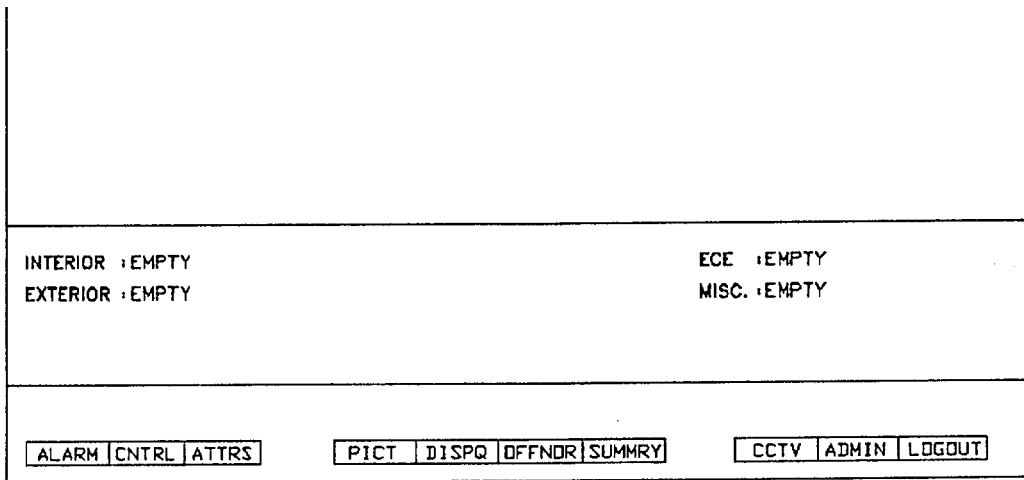 INTERIOR :EMPTY ECE :EMPTY
EXTERIOR :EMPTY MISC. :EMPTY
ALARM CNTRL ATTRS PICT DISPQ OFFNOR SUMMRY CCTV ADMIN LOGOUT